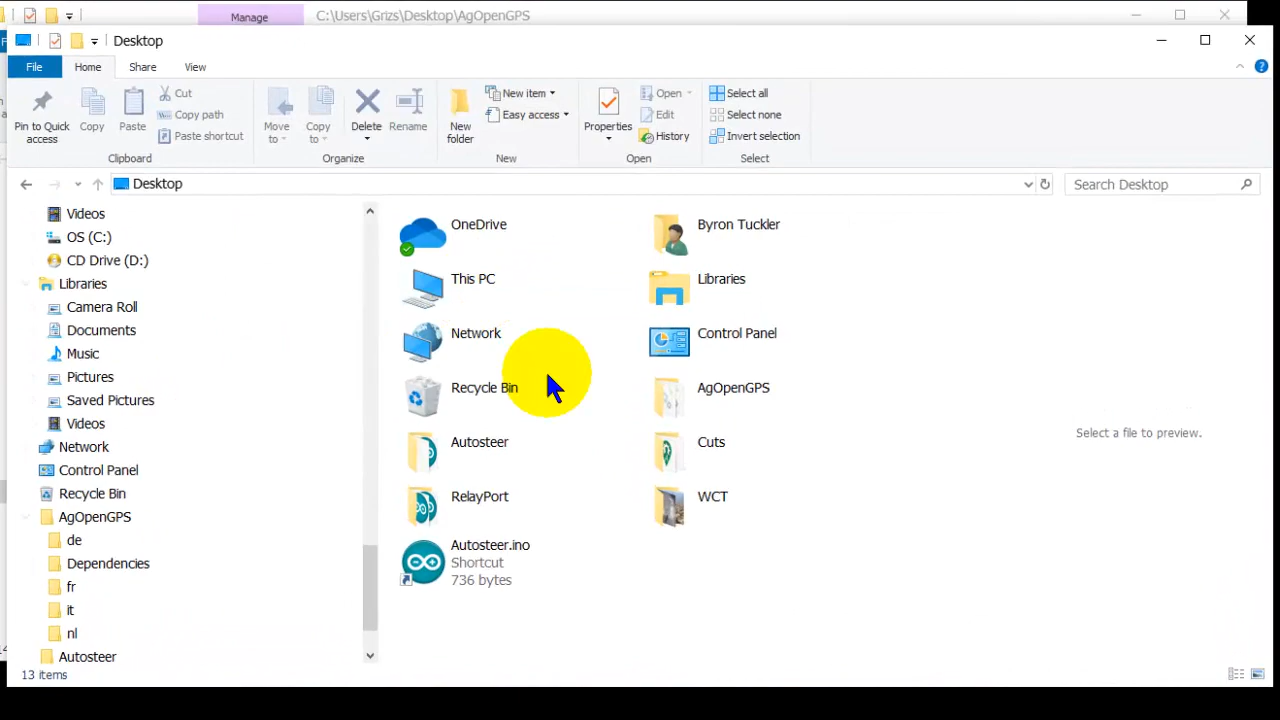 Manage C:\Users\Grizs\Desktop\AgOpenGPS
Desktop
File Home Share View
Pin to Quick access
Copy
Paste
Cut
Copy path
Paste shortcut
Move to
Copy to
Delete
Rename
New folder
New item
Easy access
Properties
Open
Edit
History
Select all
Select none
Invert selection
Clipboard Organize New Open Select
Desktop
Search Desktop
Videos
OS (C:)
CD Drive (D:)
Libraries
Camera Roll
Documents
Music
Pictures
Saved Pictures
Videos
Network
Control Panel
Recycle Bin
AgOpenGPS
de
Dependencies
fr
it
nl
Autosteer
OneDrive
Byron Tuckler
This PC
Libraries
Network
Control Panel
Recycle Bin
AgOpenGPS
Autosteer
Cuts
RelayPort
WCT
Autosteer.ino
Shortcut
736 bytes
Select a file to preview.
13 items